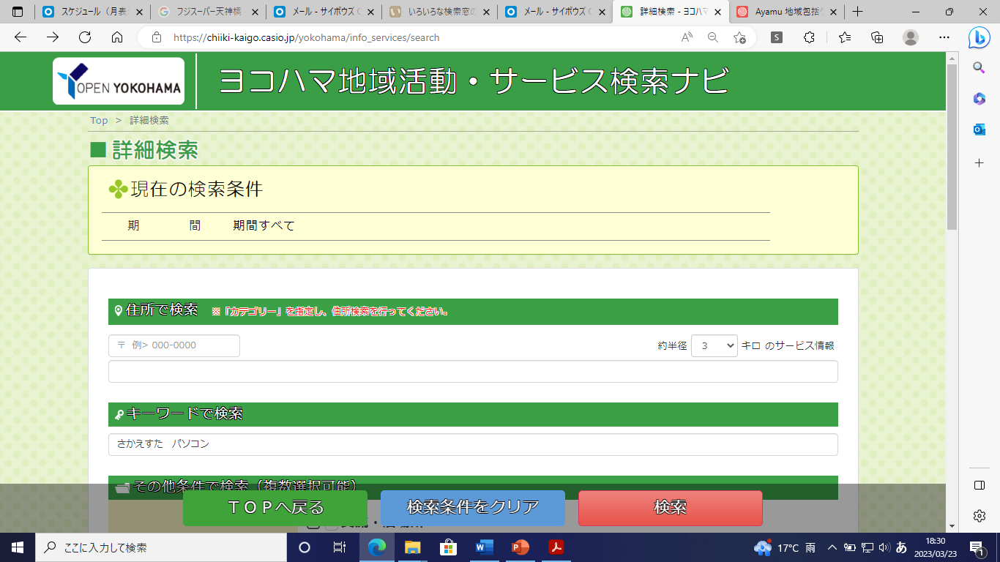 スケジュール（月表示
フジスーパー天神橋
メール - サイボウズ
いろいろな検索窓の
メール - サイボウズ
詳細検索 - ヨコハマ
Ayamu 地域包括ケ
https://chiiki-kaigo.casio.jp/yokohama/info_services/search
OPEN YOKOHAMA
ヨコハマ地域活動・サービス検索ナビ
Top > 詳細検索
詳細検索
現在の検索条件
期 間 期間すべて
住所で検索 ※「カテゴリー」を指定し、住所検索を行ってください。
〒 例> 000-0000 約半径 3 キロ のサービス情報
キーワードで検索
さかえすた　パソコン
その他条件で検索（複数選択可能）
ＴＯＰへ戻る 検索条件をクリア 検索
ここに入力して検索
17°C 雨 あ 18:30
2023/03/23
1